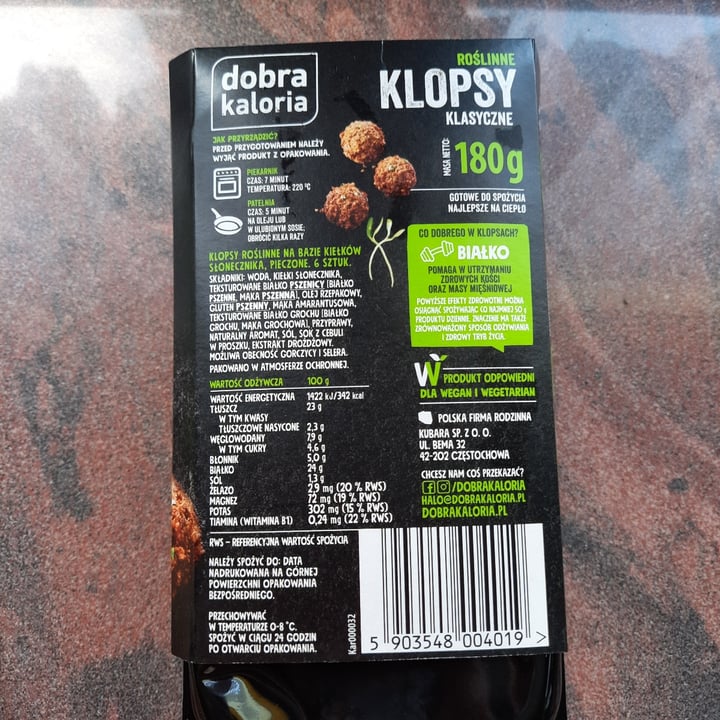 dobra
kaloria
ROŚLINNE
KLOPSY
KLASYCZNE
MASA NETTO: 180g
GOTOWE DO SPOŻYCIA
NAJLEPSZE NA CIEPŁO
JAK PRZYRZĄDZIĆ?
PRZED PRZYGOTOWANIEM NALEŻY
WYJĄĆ PRODUKT Z OPAKOWANIA.
PIEKARNIK
CZAS: 7 MINUT
TEMPERATURA: 220 °C
PATELNIA
CZAS: 5 MINUT
NA OLEJU LUB
W ULUBIONYM SOSIE;
OBRÓCIĆ KILKA RAZY
KLOPSY ROŚLINNE NA BAZIE KIEŁKÓW
SŁONECZNIKA, PIECZONE. 6 SZTUK.
SKŁADNIKI: WODA, KIEŁKI SŁONECZNIKA,
TEKSTUROWANE BIAŁKO PSZENICY (BIAŁKO
PSZENNE, MĄKA PSZENNA), OLEJ RZEPAKOWY,
GLUTEN PSZENNY, MĄKA AMARANTUSOWA,
TEKSTUROWANE BIAŁKO GROCHU (BIAŁKO
GROCHU, MĄKA GROCHOWA), PRZYPRAWY,
NATURALNY AROMAT, SÓL, SOK Z CEBULI
W PROSZKU, EKSTRAKT DROŻDŻOWY.
MOŻLIWA OBECNOŚĆ GORCZYCY I SELERA.
PAKOWANO W ATMOSFERZE OCHRONNEJ.
WARTOŚĆ ODŻYWCZA 100 g
WARTOŚĆ ENERGETYCZNA 1422 kJ/342 kcal
TŁUSZCZ 23 g
W TYM KWASY
TŁUSZCZOWE NASYCONE 2,3 g
WĘGLOWODANY 7,9 g
W TYM CUKRY 4,6 g
BŁONNIK 5,0 g
BIAŁKO 24 g
SÓL 1,3 g
ŻELAZO 2,9 mg (20 % RWS)
MAGNEZ 72 mg (19 % RWS)
POTAS 302 mg (15 % RWS)
TIAMINA (WITAMINA B1) 0,24 mg (22 % RWS)
RWS – REFERENCYJNA WARTOŚĆ SPOŻYCIA
NALEŻY SPOŻYĆ DO: DATA
NADRUKOWANA NA GÓRNEJ
POWIERZCHNI OPAKOWANIA
BEZPOŚREDNIEGO.
PRZECHOWYWAĆ
W TEMPERATURZE 0-8 °C.
SPOŻYĆ W CIĄGU 24 GODZIN
PO OTWARCIU OPAKOWANIA.
CO DOBREGO W KLOPSACH?
BIAŁKO
POMAGA W UTRZYMANIU
ZDROWYCH KOŚCI
ORAZ MASY MIĘŚNIOWEJ
POWYŻSZE EFEKTY ZDROWOTNE MOŻNA
OSIĄGNĄĆ SPOŻYWAJĄC CO NAJMNIEJ 50 g
PRODUKTU DZIENNIE. ZNACZENIE MA TAKŻE
ZRÓWNOWAŻONY SPOSÓB ODŻYWIANIA
I ZDROWY TRYB ŻYCIA.
W PRODUKT ODPOWIEDNI
DLA WEGAN I WEGETARIAN
POLSKA FIRMA RODZINNA
KUBARA SP. Z O. O.
UL. BEMA 32
42-202 CZĘSTOCHOWA
CHCESZ NAM COŚ PRZEKAZAĆ?
/DOBRAKALORIA
HALO@DOBRAKALORIA.PL
DOBRAKALORIA.PL
Kar000032
5 903548 004019 >